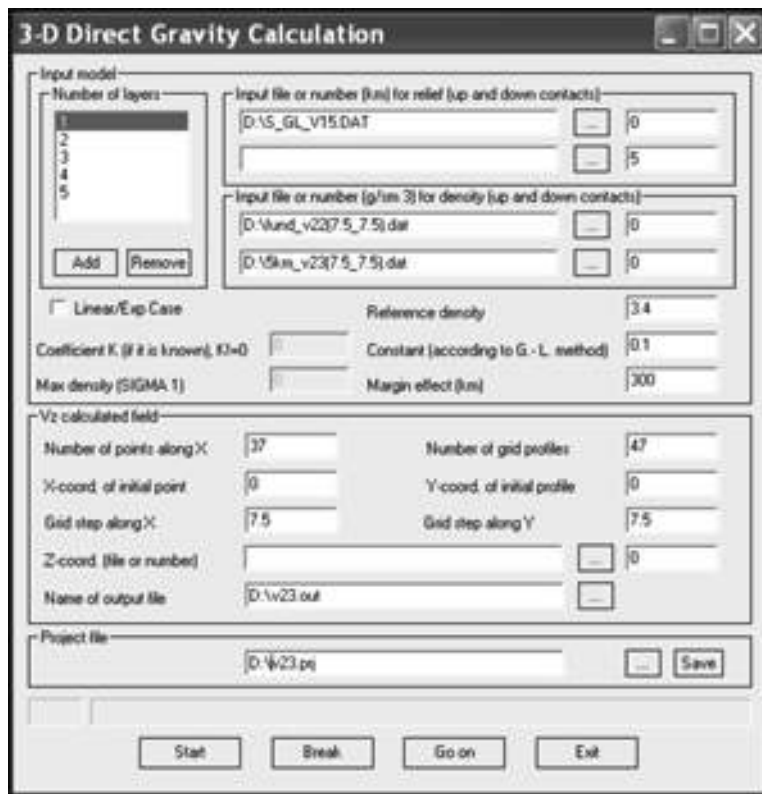 3-D Direct Gravity Calculation
Input model
Number of layers
1
2
3
4
5
Add Remove
Input file or number (km) for relief (up and down contacts)
D:\S_GL_V15.DAT ... 0
5
Input file or number (g/sm 3) for density (up and down contacts)
D:\fund_v22(7.5_7.5).dat ... 0
D:\5km_v23(7.5_7.5).dat ... 0
Linear/Exp Case Reference density 3.4
Coefficient K (if it is known), K!=0 0 Constant (according to G.- L. method) 0.1
Max density (SIGMA 1) 0 Margin effect (km) 300
Vz calculated field
Number of points along X 37 Number of grid profiles 47
X-coord. of initial point 0 Y-coord. of initial profile 0
Grid step along X 7.5 Grid step along Y 7.5
Z-coord. (file or number) ... 0
Name of output file D:\v23.out ...
Project file
D:\v23.prj ... Save
Start Break Go on Exit